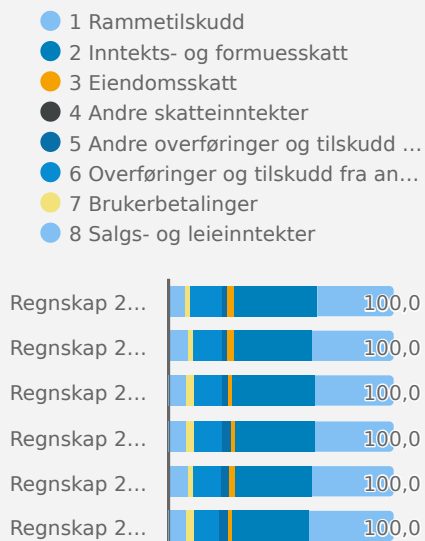 1 Rammetilskudd
2 Inntekts- og formuesskatt
3 Eiendomsskatt
4 Andre skatteinntekter
5 Andre overføringer og tilskudd ...
6 Overføringer og tilskudd fra an...
7 Brukerbetalinger
8 Salgs- og leieinntekter
Regnskap 2... 100,0
Regnskap 2... 100,0
Regnskap 2... 100,0
Regnskap 2... 100,0
Regnskap 2... 100,0
Regnskap 2... 100,0